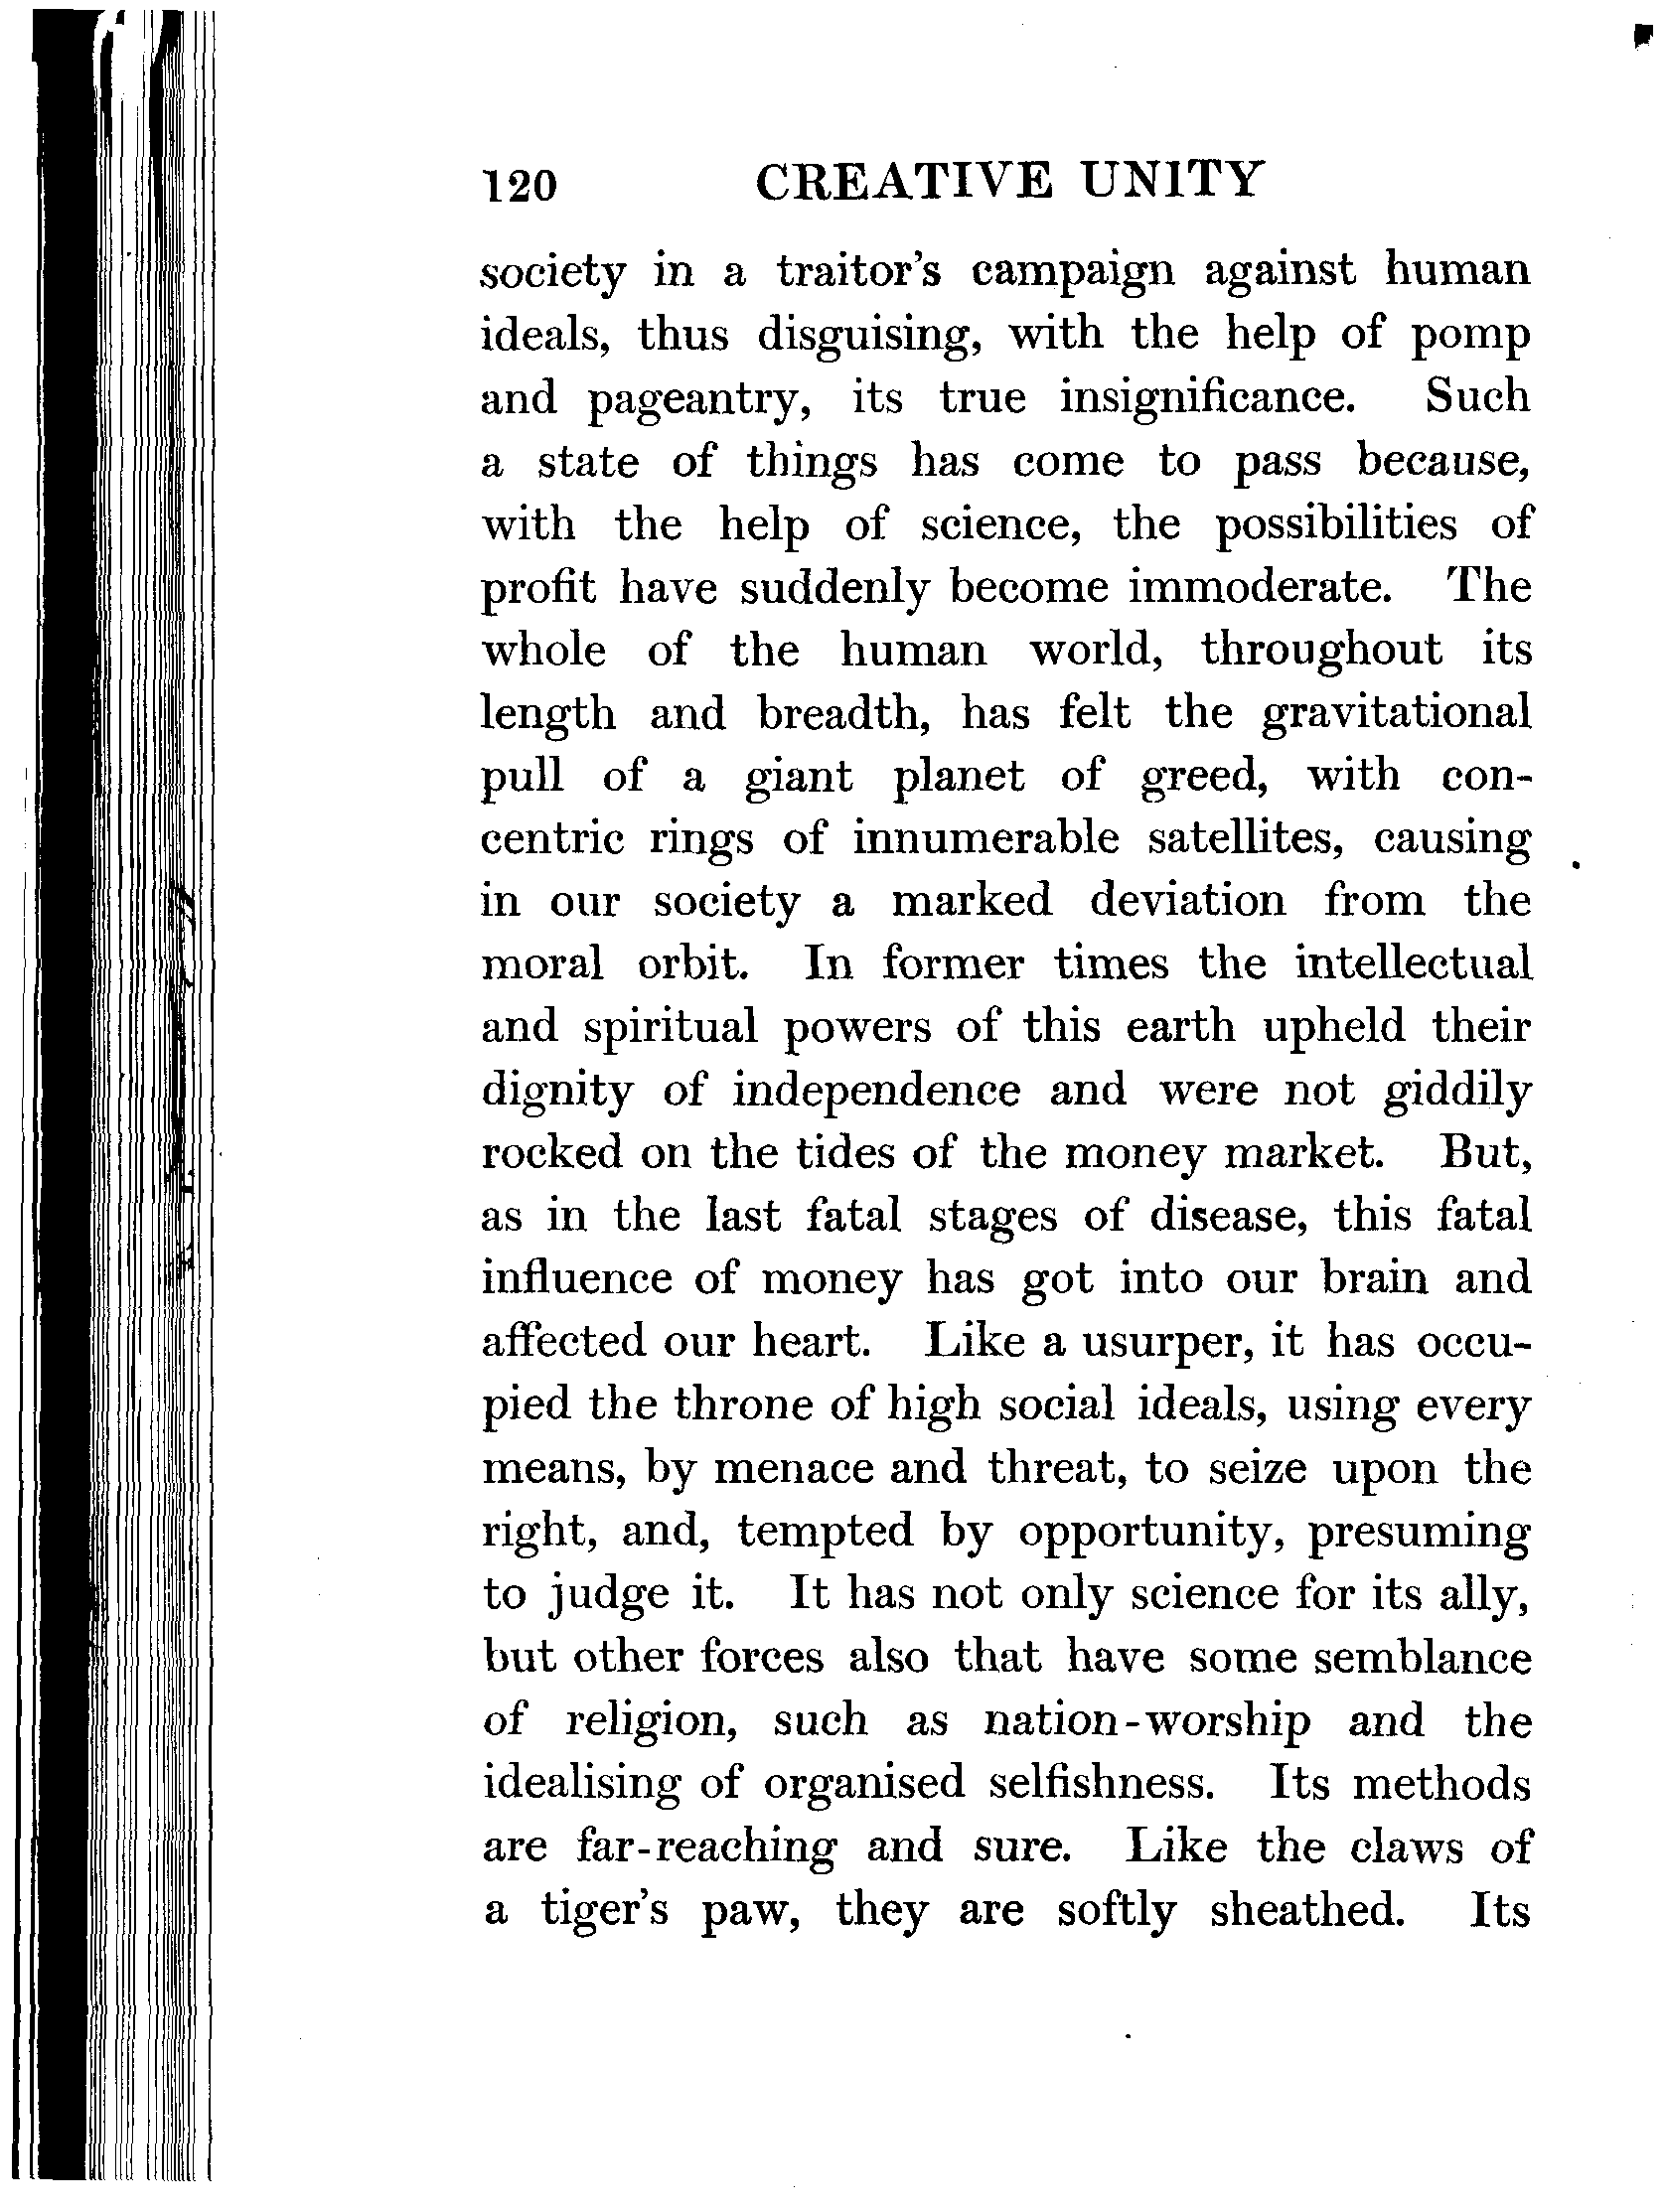 120 CREATIVE UNITY
society in a traitor's campaign against human
ideals, thus disguising, with the help of pomp
and pageantry, its true insignificance. Such
a state of things has come to pass because,
with the help of science, the possibilities of
profit have suddenly become immoderate. The
whole of the human world, throughout its
length and breadth, has felt the gravitational
pull of a giant planet of greed, with con-
centric rings of innumerable satellites, causing
in our society a marked deviation from the
moral orbit. In former times the intellectual
and spiritual powers of this earth upheld their
dignity of independence and were not giddily
rocked on the tides of the money market. But,
as in the last fatal stages of disease, this fatal
influence of money has got into our brain and
affected our heart. Like a usurper, it has occu-
pied the throne of high social ideals, using every
means, by menace and threat, to seize upon the
right, and, tempted by opportunity, presuming
to judge it. It has not only science for its ally,
but other forces also that have some semblance
of religion, such as nation-worship and the
idealising of organised selfishness. Its methods
are far-reaching and sure. Like the claws of
a tiger's paw, they are softly sheathed. Its